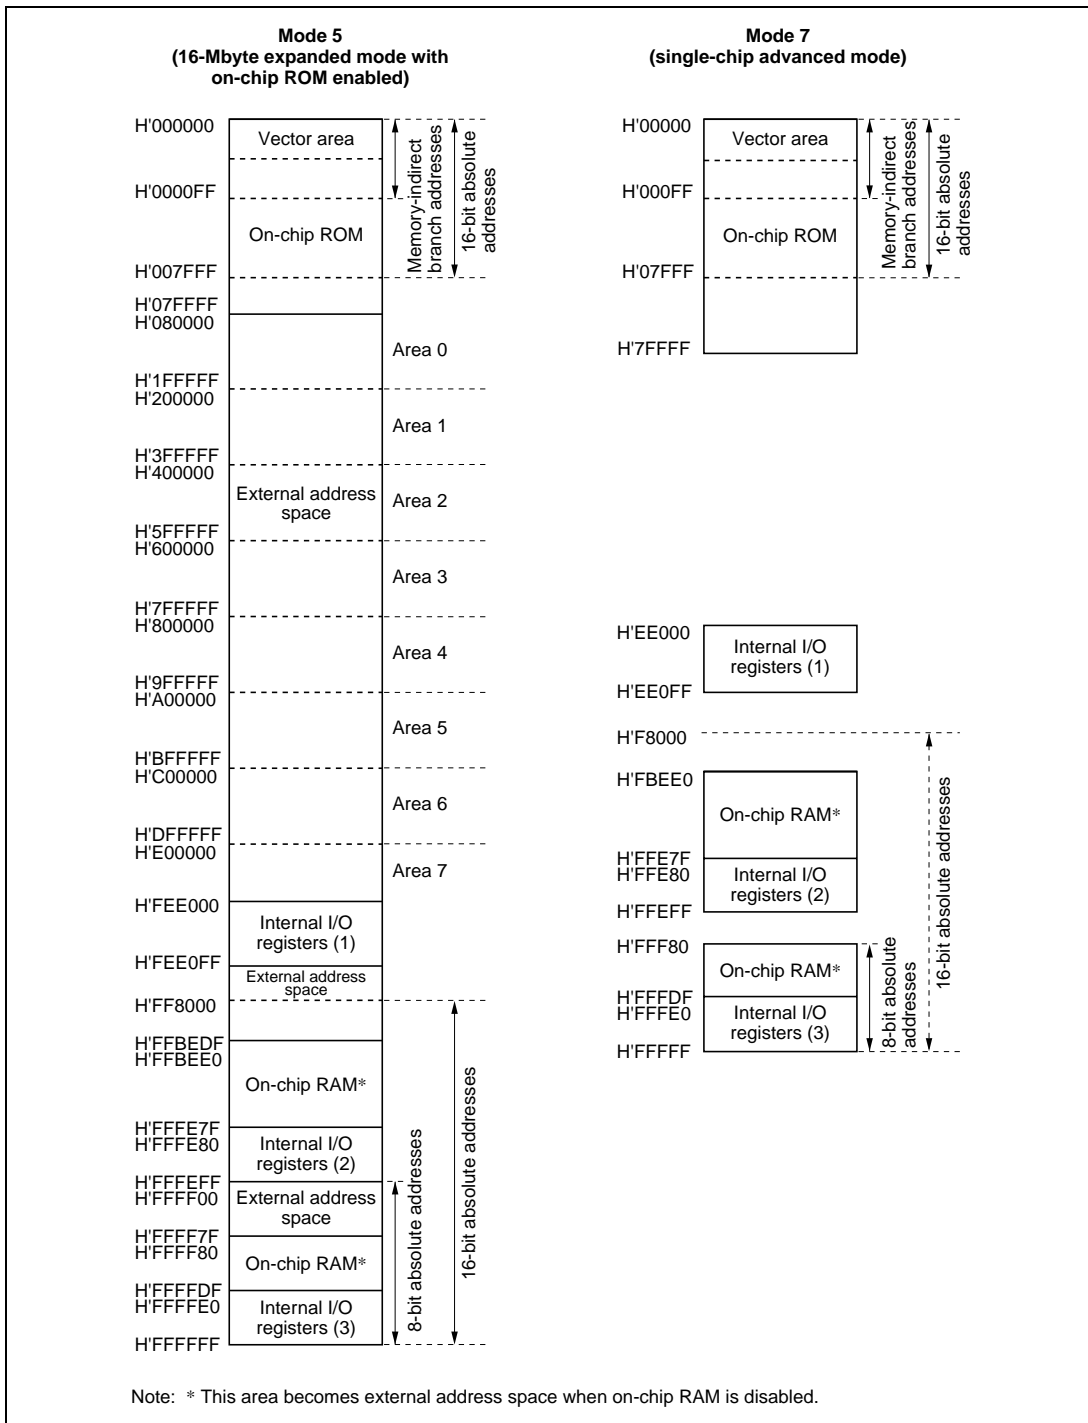 Mode 5
(16-Mbyte expanded mode with
on-chip ROM enabled)
H'000000
Vector area
H'0000FF
On-chip ROM
H'007FFF
Memory-indirect
branch addresses
16-bit absolute
addresses
H'07FFFF
H'080000
Area 0
H'1FFFFF
H'200000
Area 1
H'3FFFFF
H'400000
External address
space
Area 2
H'5FFFFF
H'600000
Area 3
H'7FFFFF
H'800000
Area 4
H'9FFFFF
H'A00000
Area 5
H'BFFFFF
H'C00000
Area 6
H'DFFFFF
H'E00000
Area 7
H'FEE000
Internal I/O
registers (1)
H'FEE0FF
External address
space
H'FF8000
H'FFBEDF
H'FFBEE0
On-chip RAM*
H'FFFE7F
H'FFFE80
Internal I/O
registers (2)
H'FFFEFF
H'FFFF00
External address
space
H'FFFF7F
H'FFFF80
On-chip RAM*
H'FFFFDF
H'FFFFE0
Internal I/O
registers (3)
H'FFFFFF
8-bit absolute addresses
16-bit absolute addresses
Mode 7
(single-chip advanced mode)
H'00000
Vector area
H'000FF
On-chip ROM
H'07FFF
Memory-indirect
branch addresses
16-bit absolute
addresses
H'7FFFF
H'EE000
Internal I/O
registers (1)
H'EE0FF
H'F8000
H'FBEE0
On-chip RAM*
H'FFE7F
H'FFE80
Internal I/O
registers (2)
H'FFEFF
H'FFF80
On-chip RAM*
H'FFFDF
H'FFFE0
Internal I/O
registers (3)
H'FFFFF
8-bit absolute
addresses
16-bit absolute addresses
Note: * This area becomes external address space when on-chip RAM is disabled.